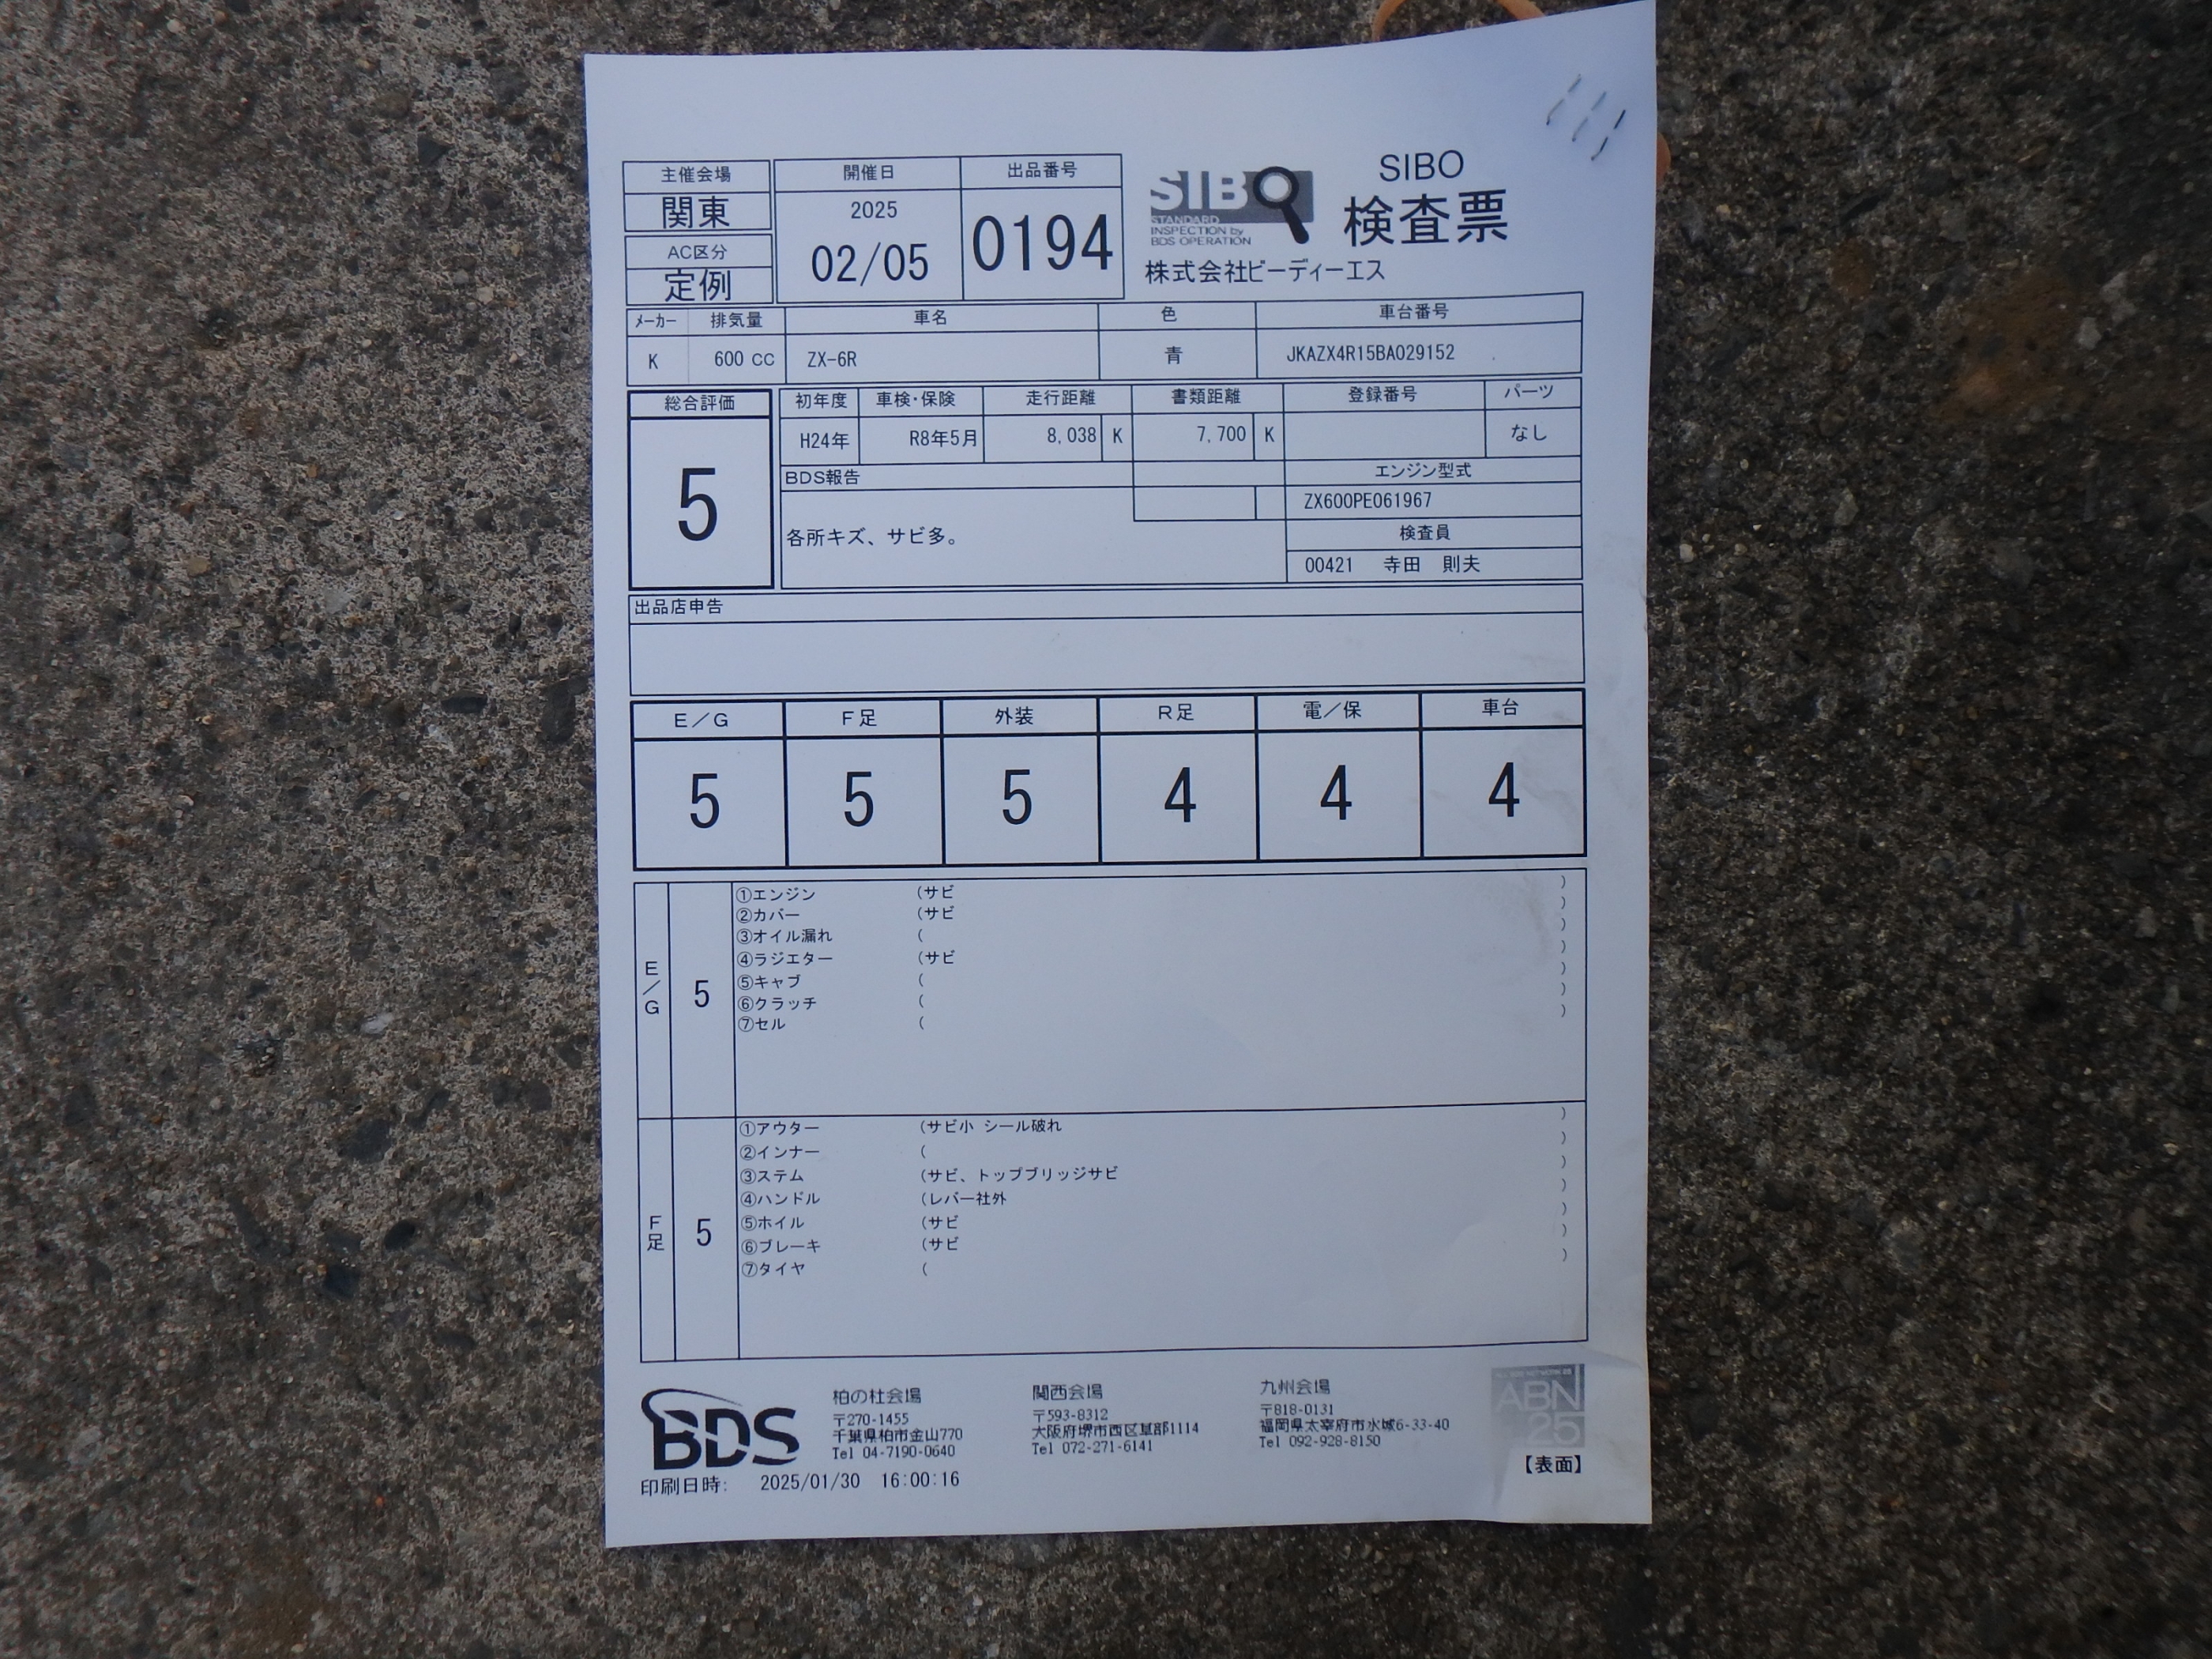 主催会場 開催日 出品番号
関東 2025 02/05 0194
AC区分
定例
SIBO
STANDARD
INSPECTION by
BDS OPERATION
SIBO
検査票
株式会社ビーディーエス
メーカー 排気量 車名 色 車台番号
K 600 CC ZX-6R 青 JKAZX4R15BA029152
総合評価 初年度 車検・保険 走行距離 書類距離 登録番号 パーツ
5 H24年 R8年5月 8,038 K 7,700 K なし
BDS報告 エンジン型式
ZX600PE061967
各所キズ、サビ多。 検査員
00421 寺田 則夫
出品店申告
E/G F足 外装 R足 電/保 車台
5 5 5 4 4 4
E/G 5
①エンジン (サビ )
②カバー (サビ )
③オイル漏れ ( )
④ラジエター (サビ )
⑤キャブ ( )
⑥クラッチ ( )
⑦セル ( )
F足 5
①アウター (サビ小 シール破れ )
②インナー ( )
③ステム (サビ、トップブリッジサビ )
④ハンドル (レバー社外 )
⑤ホイル (サビ )
⑥ブレーキ (サビ )
⑦タイヤ ( )
BDS
柏の杜会場
〒270-1455
千葉県柏市金山770
Tel 04-7190-0640
関西会場
〒593-8312
大阪府堺市西区草部1114
Tel 072-271-6141
九州会場
〒818-0131
福岡県太宰府市水城6-33-40
Tel 092-928-8150
ABN
25
【表面】
印刷日時: 2025/01/30 16:00:16